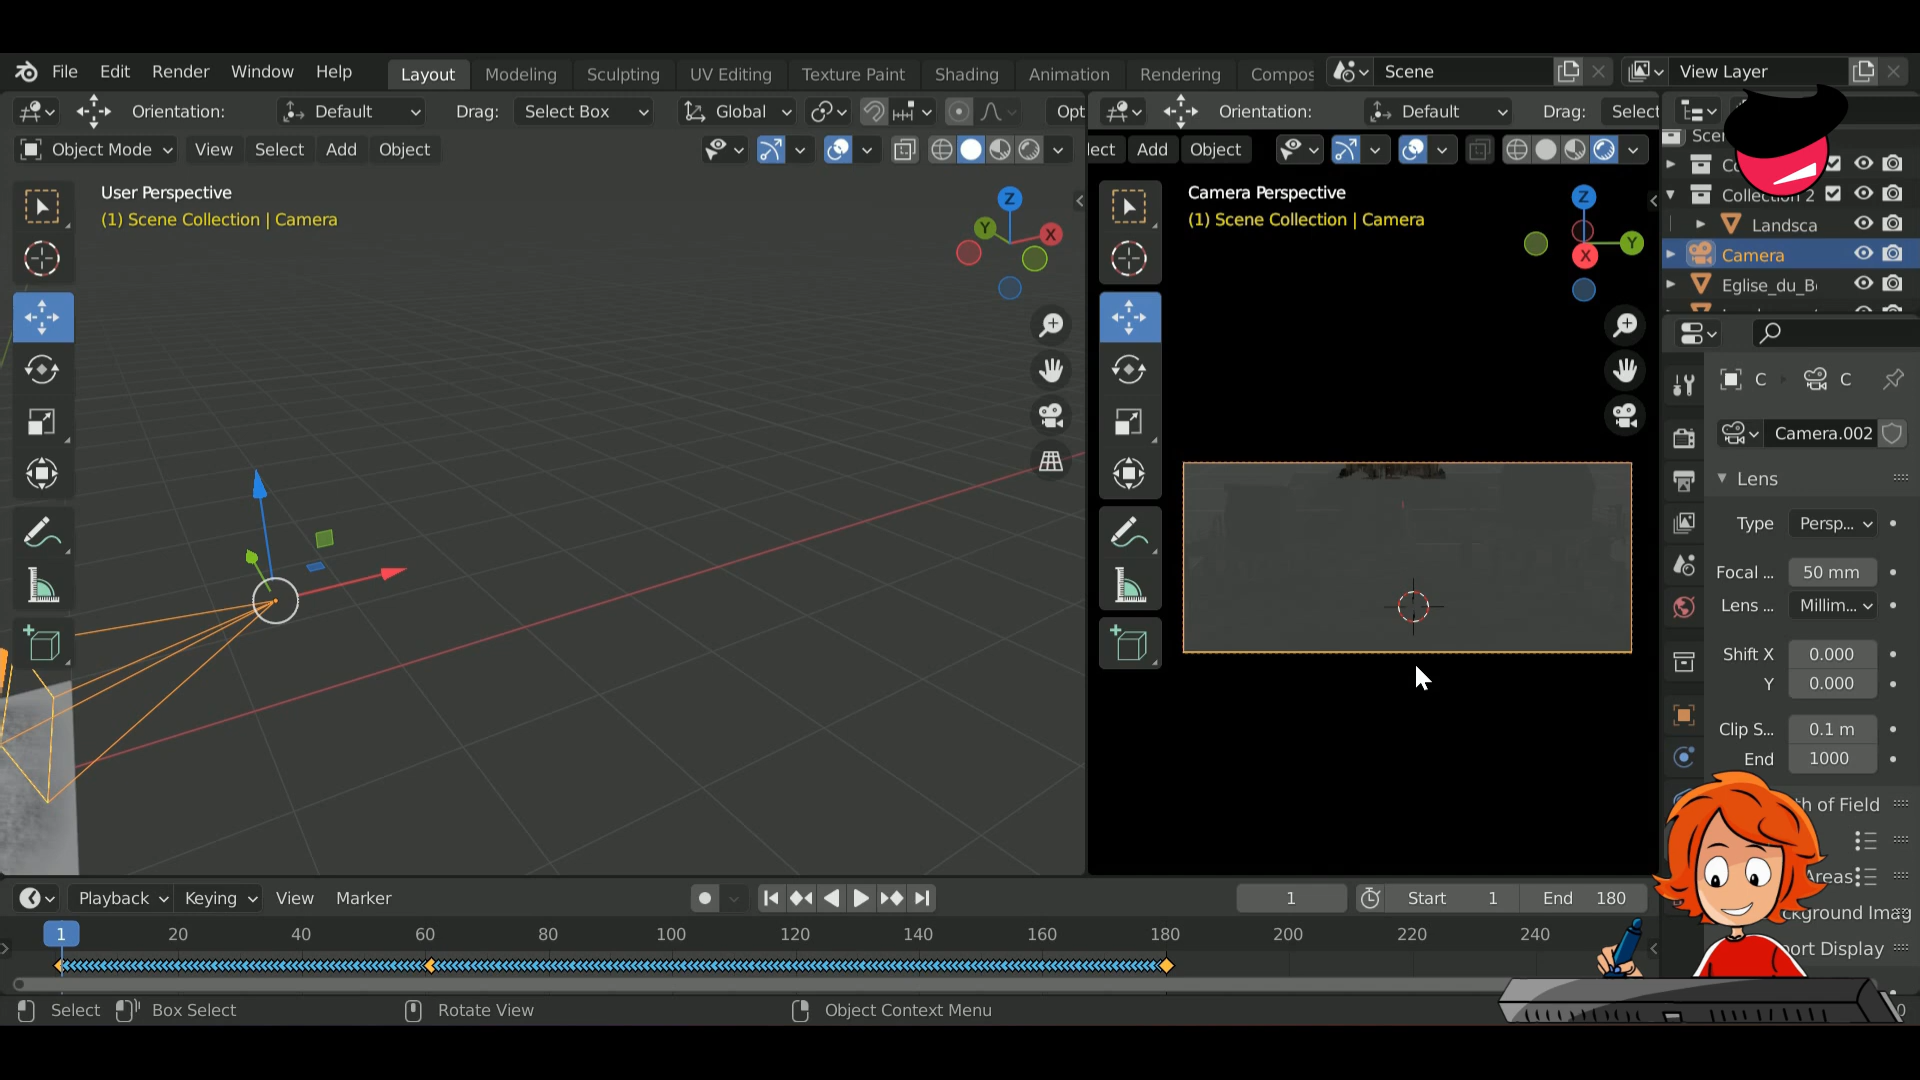 File Edit Render Window Help Layout Modeling Sculpting UV Editing Texture Paint Shading Animation Rendering Compos Scene View Layer
Orientation: Default Drag: Select Box Global Opt Orientation: Default Drag: Select
Object Mode View Select Add Object lect Add Object
Scen
Collection 2
Landsca
Camera
Eglise_du_B
User Perspective
(1) Scene Collection | Camera
Z
Y
X
Camera Perspective
(1) Scene Collection | Camera
Z
Y
X
C C
Camera.002
Lens
Type Persp...
Focal ... 50 mm
Lens ... Millim...
Shift X 0.000
Y 0.000
Clip S... 0.1 m
End 1000
th of Field
Areas
ckground Imag
port Display
Playback Keying View Marker 1 Start 1 End 180
1 20 40 60 80 100 120 140 160 180 200 220 240
Select Box Select Rotate View Object Context Menu 0